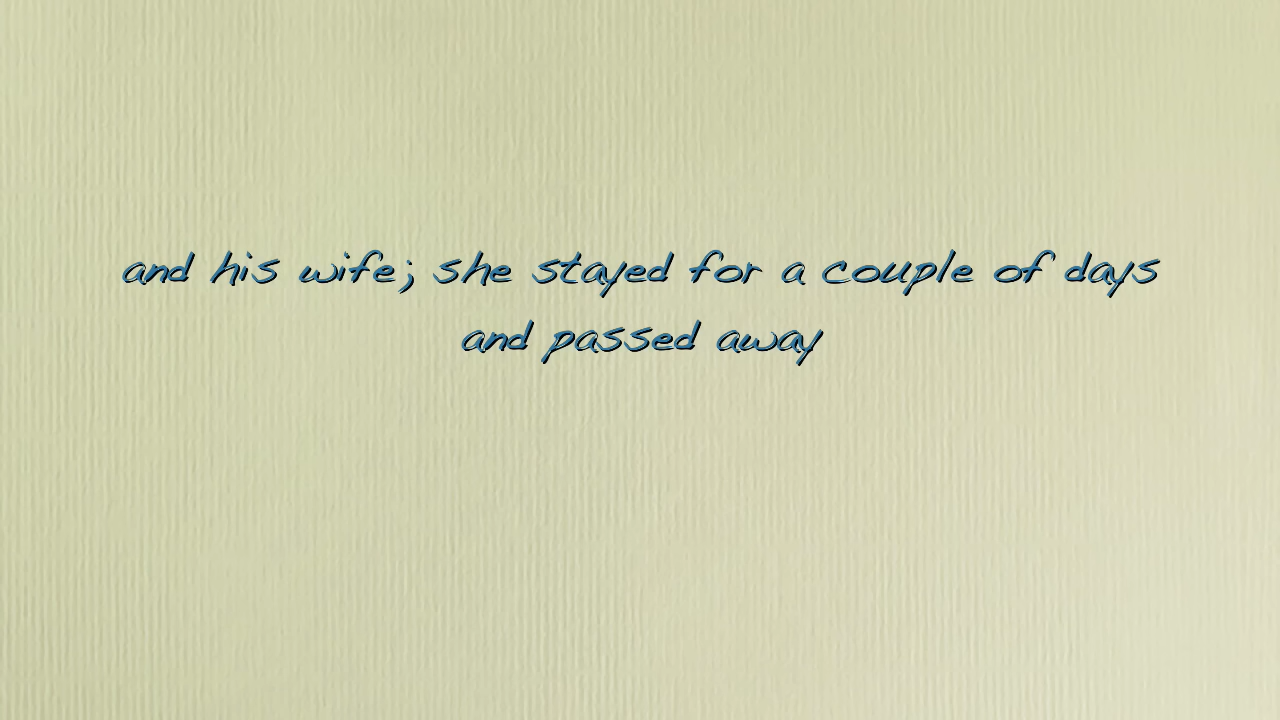 and his wife; she stayed for a couple of days
and passed away